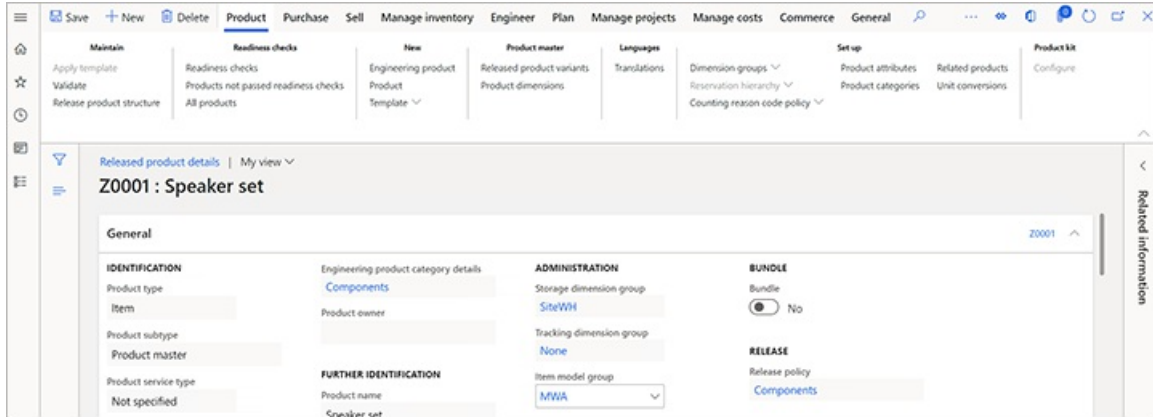 Save New Delete Product Purchase Sell Manage inventory Engineer Plan Manage projects Manage costs Commerce General
Maintain
Apply template
Validate
Release product structure
Readiness checks
Readiness checks
Products not passed readiness checks
All products
New
Engineering product
Product
Template
Product master
Released product variants
Product dimensions
Languages
Translations
Set up
Dimension groups
Reservation hierarchy
Counting reason code policy
Product attributes
Product categories
Related products
Unit conversions
Product kit
Configure
Released product details | My view
Z0001 : Speaker set
General
Z0001
IDENTIFICATION
Product type
Item
Product subtype
Product master
Product service type
Not specified
Engineering product category details
Components
Product owner
FURTHER IDENTIFICATION
Product name
Speaker set
ADMINISTRATION
Storage dimension group
SiteWH
Tracking dimension group
None
Item model group
MWA
BUNDLE
Bundle
No
RELEASE
Release policy
Components
Related information